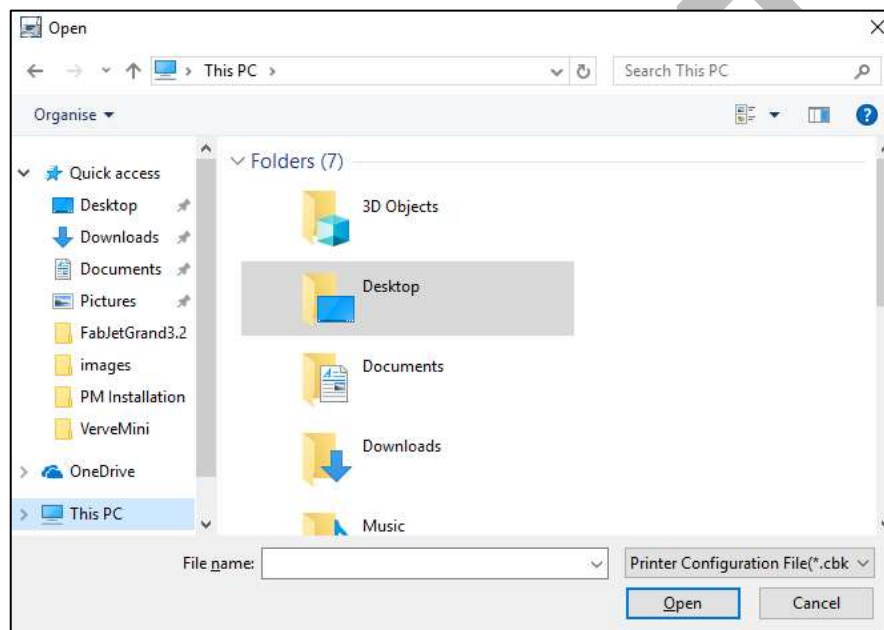 Open
This PC
Search This PC
Organise
Quick access
Desktop
Downloads
Documents
Pictures
FabJetGrand3.2
images
PM Installation
VerveMini
OneDrive
This PC
Folders (7)
3D Objects
Desktop
Documents
Downloads
Music
File name:
Printer Configuration File(*.cbk
Open
Cancel